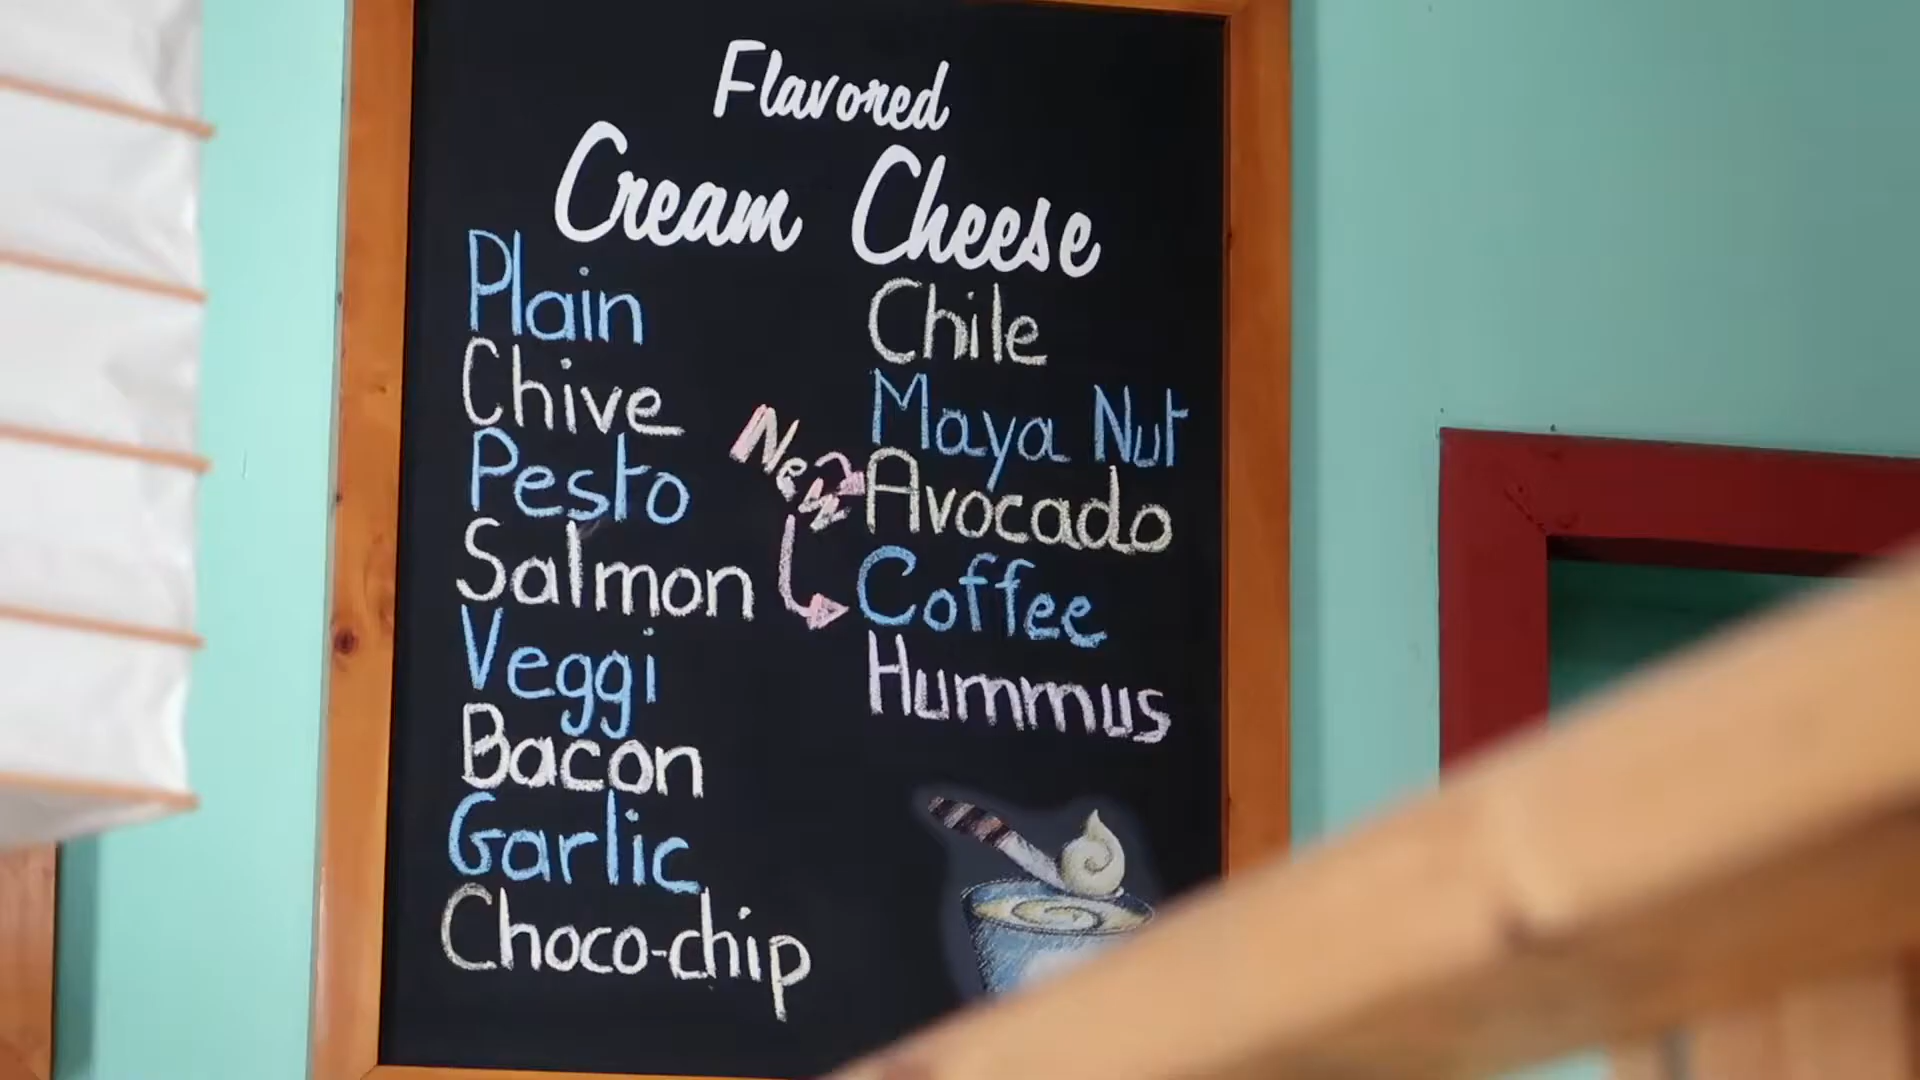 Flavored
Cream Cheese
Plain
Chive
Pesto
Salmon
Veggi
Bacon
Garlic
Choco-chip
Chile
Maya Nut
New
Avocado
Coffee
Hummus